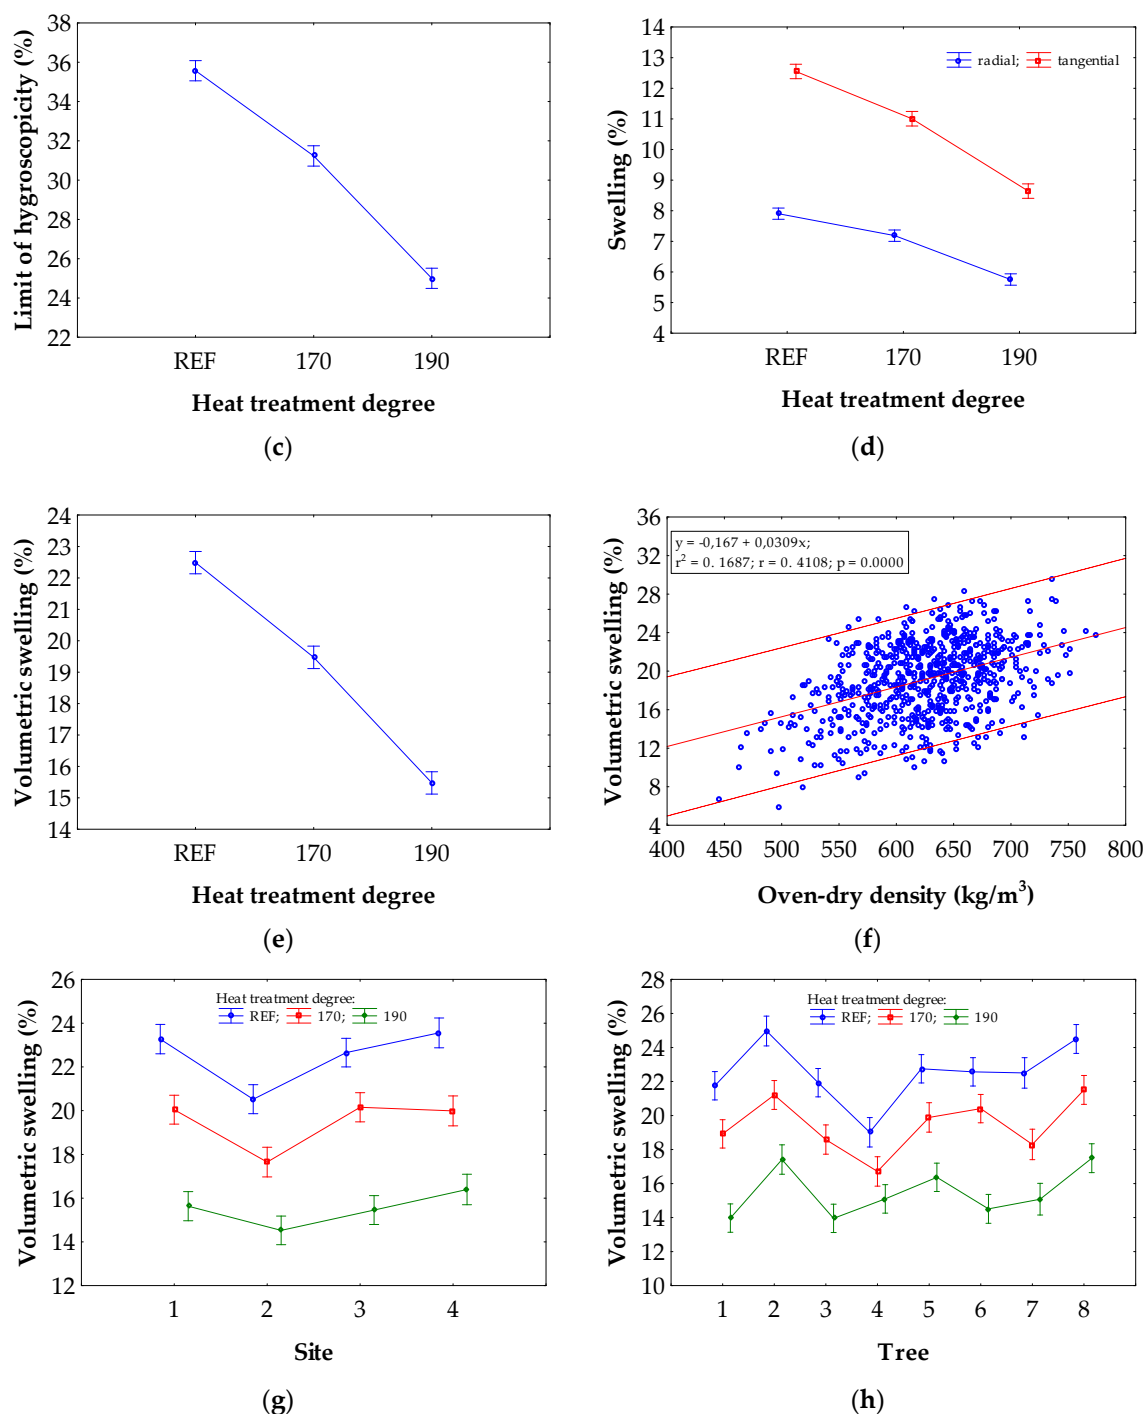 38
36
34
32
30
28
26
24
22
Limit of hygroscopicity (%)
REF 170 190
Heat treatment degree
(c)
14
13
12
11
10
9
8
7
6
5
4
Swelling (%)
radial; tangential
REF 170 190
Heat treatment degree
(d)
24
23
22
21
20
19
18
17
16
15
14
Volumetric swelling (%)
REF 170 190
Heat treatment degree
(e)
36
32
28
24
20
16
12
8
4
Volumetric swelling (%)
y = -0,167 + 0,0309x;
r² = 0. 1687; r = 0. 4108; p = 0.0000
400 450 500 550 600 650 700 750 800
Oven-dry density (kg/m³)
(f)
26
24
22
20
18
16
14
12
Volumetric swelling (%)
Heat treatment degree:
REF; 170; 190
1 2 3 4
Site
(g)
28
26
24
22
20
18
16
14
12
10
Volumetric swelling (%)
Heat treatment degree:
REF; 170; 190
1 2 3 4 5 6 7 8
Tree
(h)